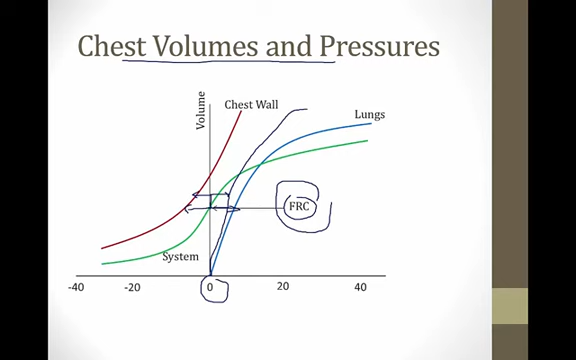 Chest Volumes and Pressures
Volume
Chest Wall
Lungs
FRC
System
-40 -20 0 20 40